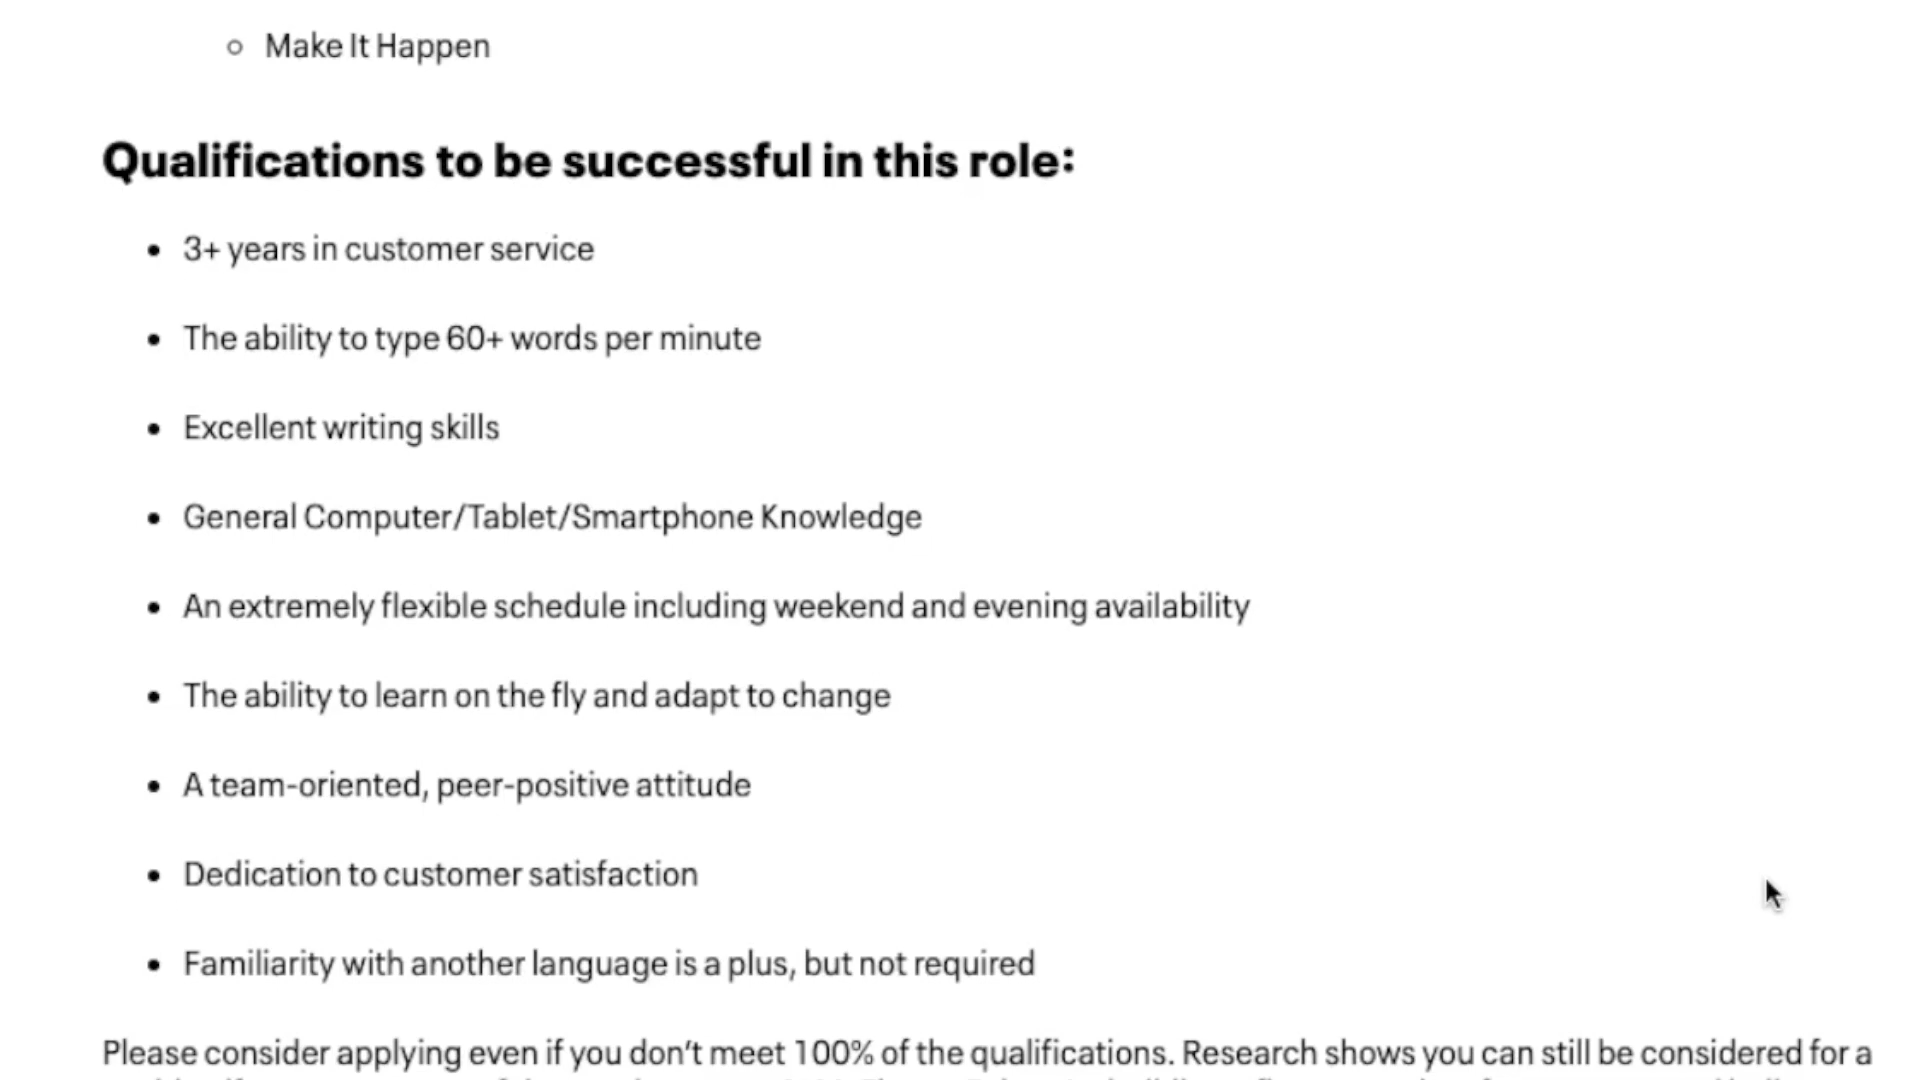 Make It Happen
Qualifications to be successful in this role:
3+ years in customer service
The ability to type 60+ words per minute
Excellent writing skills
General Computer/Tablet/Smartphone Knowledge
An extremely flexible schedule including weekend and evening availability
The ability to learn on the fly and adapt to change
A team-oriented, peer-positive attitude
Dedication to customer satisfaction
Familiarity with another language is a plus, but not required
Please consider applying even if you don’t meet 100% of the qualifications. Research shows you can still be considered for a